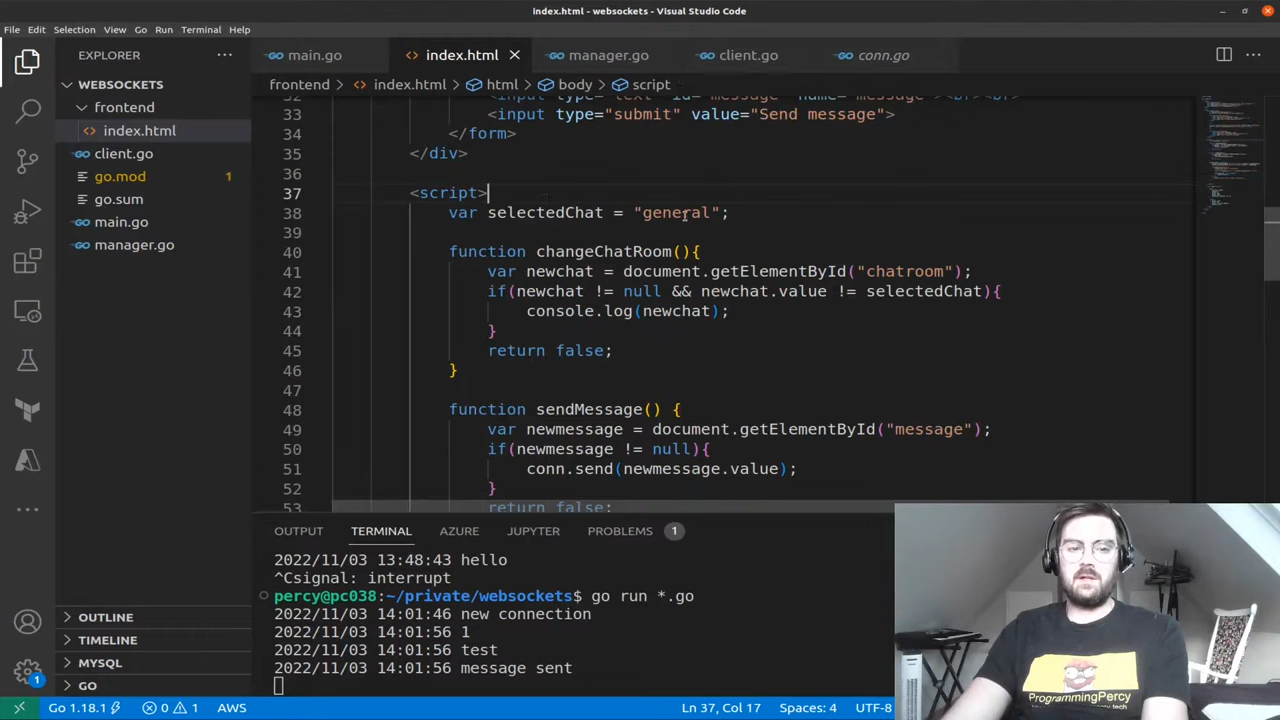 index.html - websockets - Visual Studio Code
File Edit Selection View Go Run Terminal Help
EXPLORER
main.go
index.html
manager.go
client.go
conn.go
frontend > index.html > html > body > script
WEBSOCKETS
frontend
index.html
client.go
go.mod 1
go.sum
main.go
manager.go
OUTLINE
TIMELINE
MYSQL
GO
33 <input type="submit" value="Send message">
34 </form>
35 </div>
36
37 <script>
38 var selectedChat = "general";
39
40 function changeChatRoom(){
41 var newchat = document.getElementById("chatroom");
42 if(newchat != null && newchat.value != selectedChat){
43 console.log(newchat);
44 }
45 return false;
46 }
47
48 function sendMessage() {
49 var newmessage = document.getElementById("message");
50 if(newmessage != null){
51 conn.send(newmessage.value);
52 }
53 return false;
OUTPUT TERMINAL AZURE JUPYTER PROBLEMS 1
2022/11/03 13:48:43 hello
^Csignal: interrupt
percy@pc038:~/private/websockets$ go run *.go
2022/11/03 14:01:46 new connection
2022/11/03 14:01:56 1
2022/11/03 14:01:56 test
2022/11/03 14:01:56 message sent
ProgrammingPercy
1
Go 1.18.1 0 1 AWS Ln 37, Col 17 Spaces: 4 UTF-8